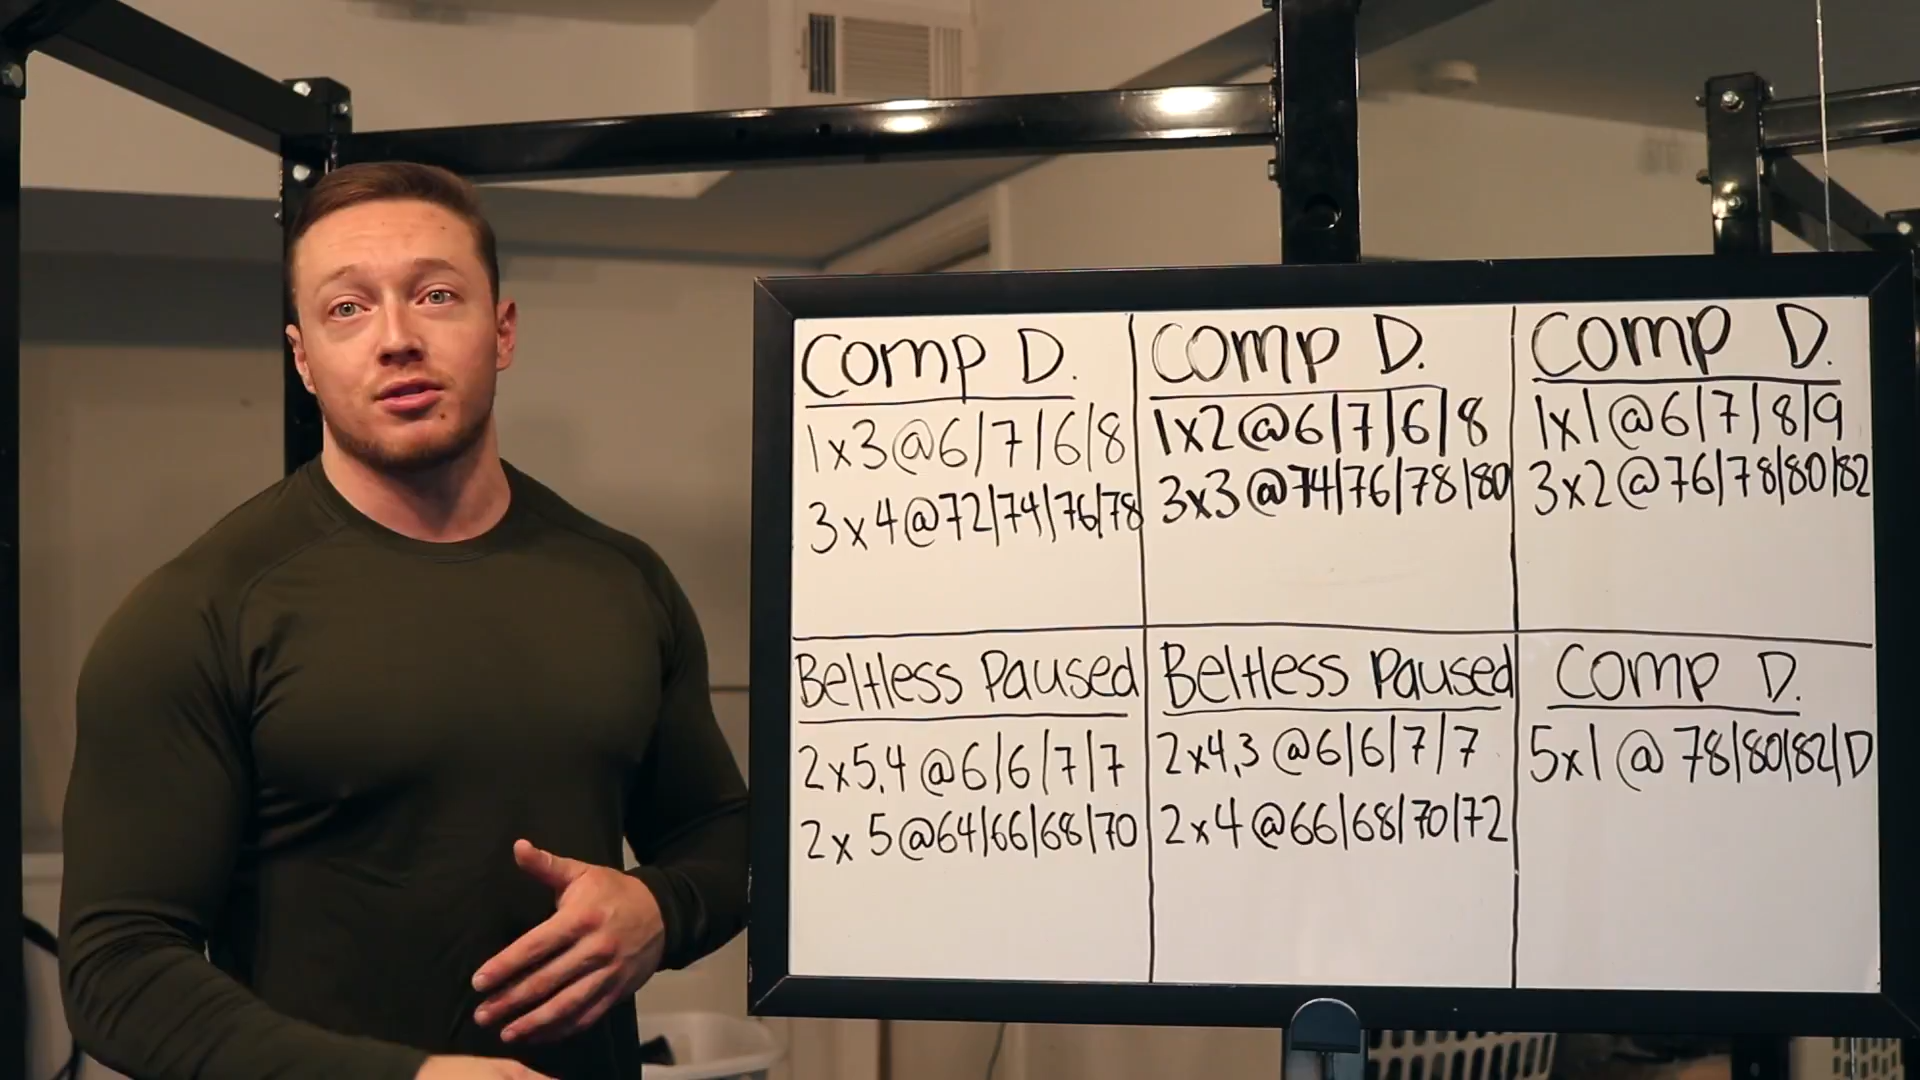 Comp D.
1x3@6|7|6|8
3x4@72|74|76|78
Comp D.
1x2@6|7|6|8
3x3@74|76|78|80
Comp D.
1x1@6|7|8|9
3x2@76|78|80|82
Beltless Paused
2x5,4@6|6|7|7
2x5@64|66|68|70
Beltless Paused
2x4,3@6|6|7|7
2x4@66|68|70|72
Comp D.
5x1@78|80|82|D